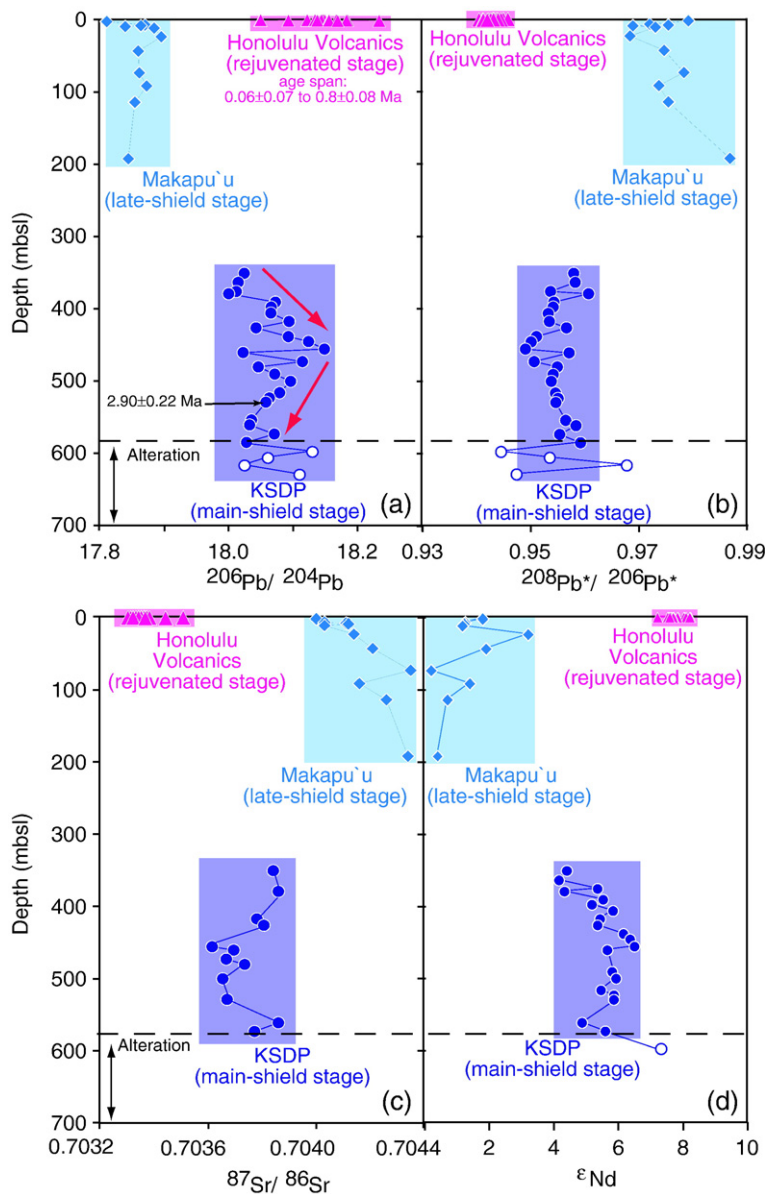 0
100
200
300
400
500
600
700
Depth (mbsl)
Honolulu Volcanics
(rejuvenated stage)
age span:
0.06±0.07 to 0.8±0.08 Ma
Makapu`u
(late-shield stage)
2.90±0.22 Ma
Alteration
KSDP
(main-shield stage)
(a)
17.8
18.0
18.2
206Pb/ 204Pb
Honolulu Volcanics
(rejuvenated stage)
Makapu`u
(late-shield stage)
KSDP
(main-shield stage)
(b)
0.93
0.95
0.97
0.99
208Pb*/ 206Pb*
0
100
200
300
400
500
600
700
Depth (mbsl)
Honolulu
Volcanics
(rejuvenated stage)
Makapu`u
(late-shield stage)
Alteration
KSDP
(main-shield stage)
(c)
0.7032
0.7036
0.7040
0.7044
87Sr/ 86Sr
Honolulu
Volcanics
(rejuvenated stage)
Makapu`u
(late-shield stage)
KSDP
(main-shield stage)
(d)
2
4
6
8
10
εNd